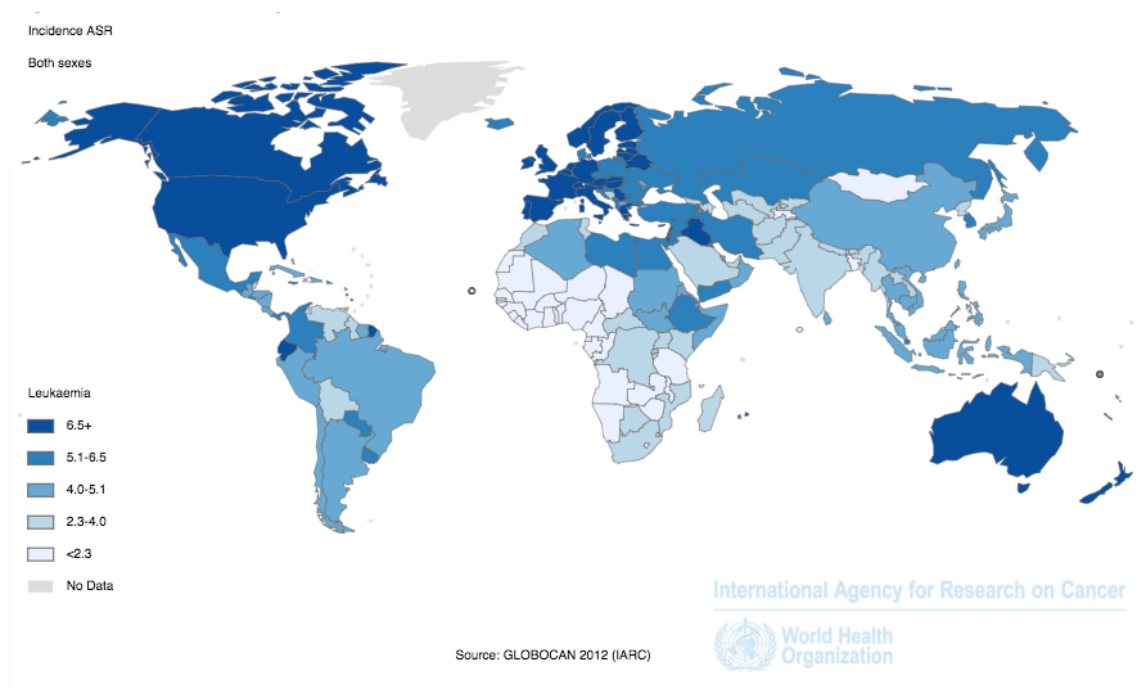 Incidence ASR
Both sexes
Leukaemia
6.5+
5.1-6.5
4.0-5.1
2.3-4.0
<2.3
No Data
International Agency for Research on Cancer
World Health
Organization
Source: GLOBOCAN 2012 (IARC)